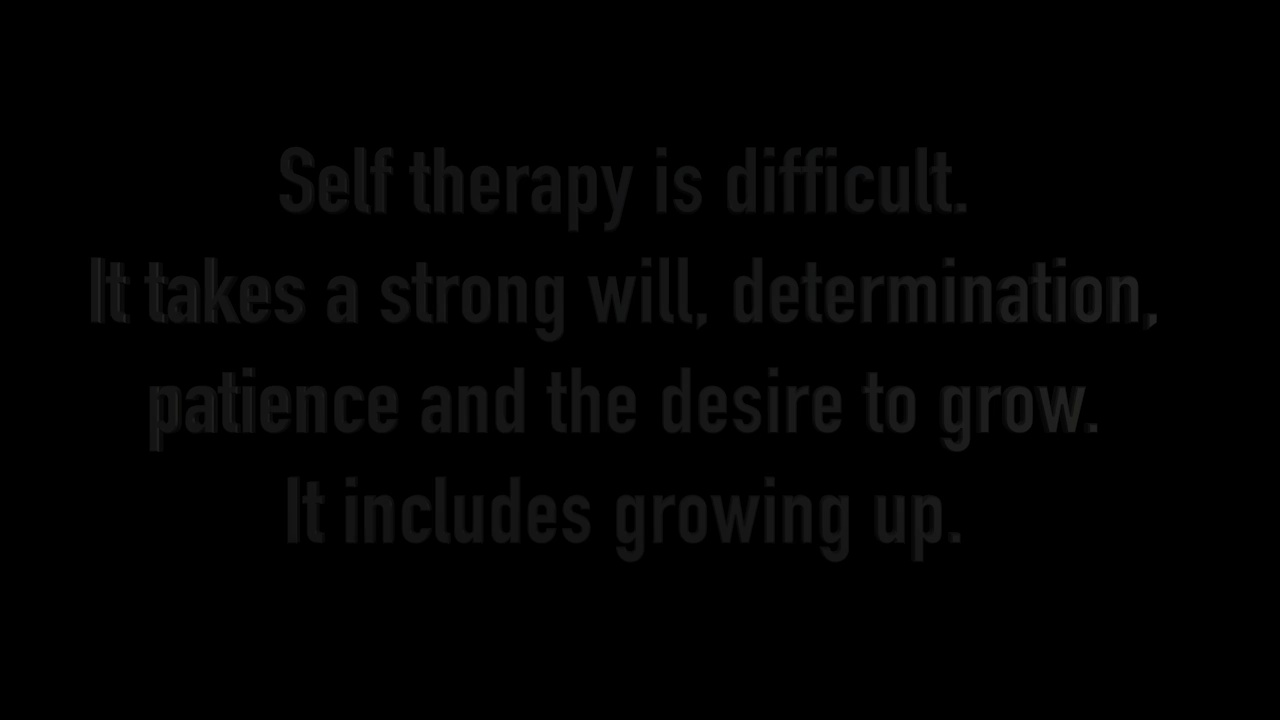 Self therapy is difficult.
It takes a strong will, determination,
patience and the desire to grow.
It includes growing up.